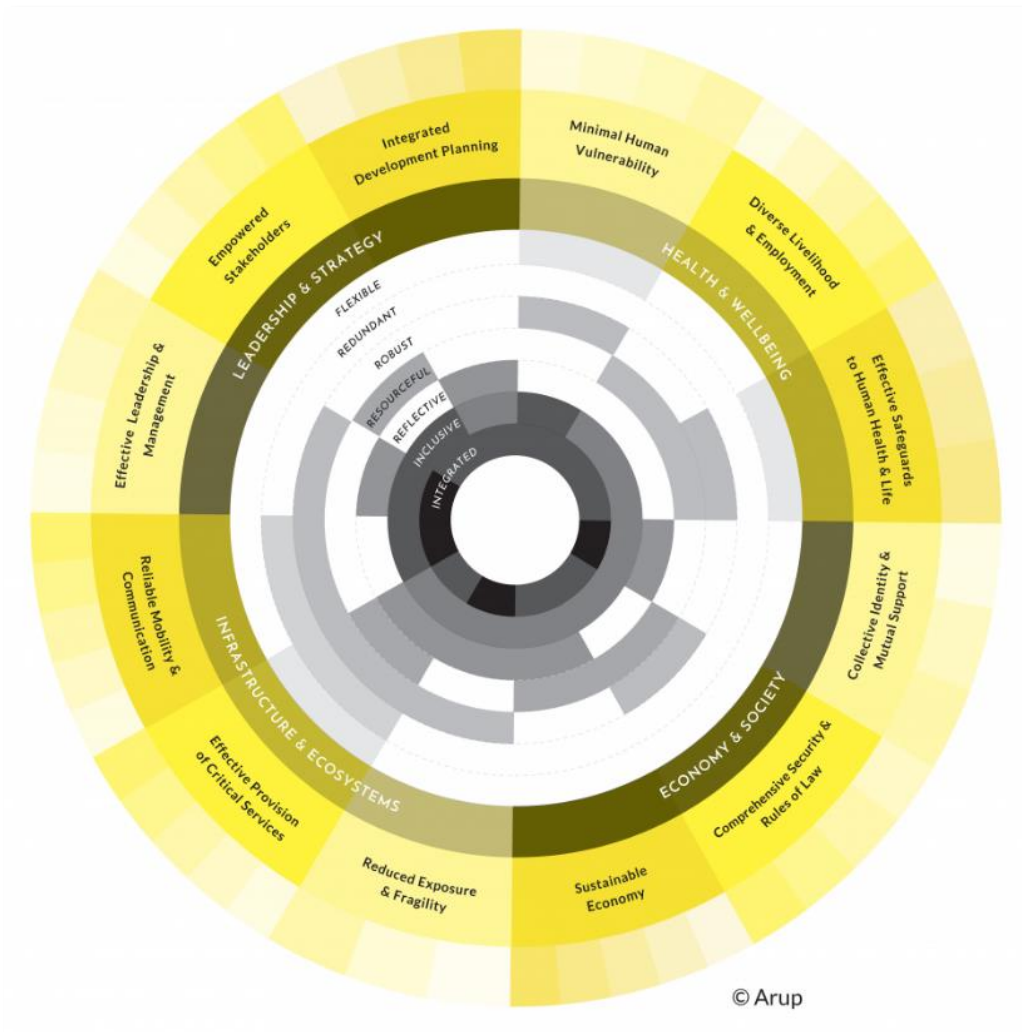 Integrated
Development Planning
Minimal Human
Vulnerability
Diverse Livelihood
& Employment
Effective Safeguards
to Human Health & Life
Collective Identity &
Mutual Support
Comprehensive Security &
Rules of Law
Sustainable
Economy
Reduced Exposure
& Fragility
Effective Provision
of Critical Services
Reliable Mobility &
Communication
Effective Leadership &
Management
Empowered
Stakeholders
LEADERSHIP & STRATEGY
HEALTH & WELLBEING
ECONOMY & SOCIETY
INFRASTRUCTURE & ECOSYSTEMS
FLEXIBLE
REDUNDANT
ROBUST
RESOURCEFUL
REFLECTIVE
INCLUSIVE
INTEGRATED
© Arup